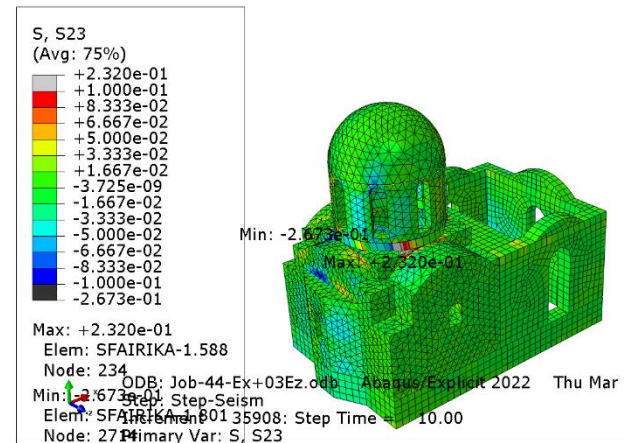 S, S23
(Avg: 75%)
+2.320e-01
+1.000e-01
+8.333e-02
+6.667e-02
+5.000e-02
+3.333e-02
+1.667e-02
-3.725e-09
-1.667e-02
-3.333e-02
-5.000e-02
-6.667e-02
-8.333e-02
-1.000e-01
-2.673e-01
Max: +2.320e-01
Elem: SFAIRIKA-1.588
Node: 234
Min: -2.673e-01
Elem: SFAIRIKA-1.801
Node: 2714
Min: -2.673e-01
Max: +2.320e-01
ODB: Job-44-Ex+03Ez.odb Abaqus/Explicit 2022 Thu Mar
Step: Step-Seism
Increment 35908: Step Time = 10.00
Primary Var: S, S23